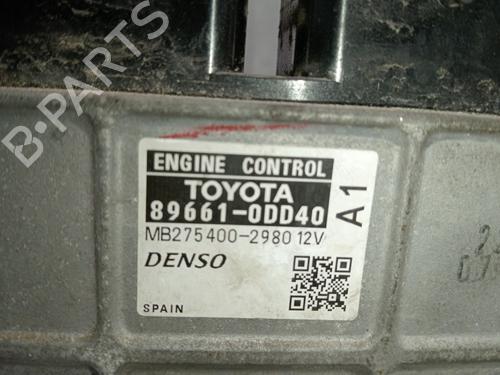 B-PARTS
ENGINE CONTROL
TOYOTA
89661-0DD40
A1
MB275400-2980 12V
DENSO
SPAIN